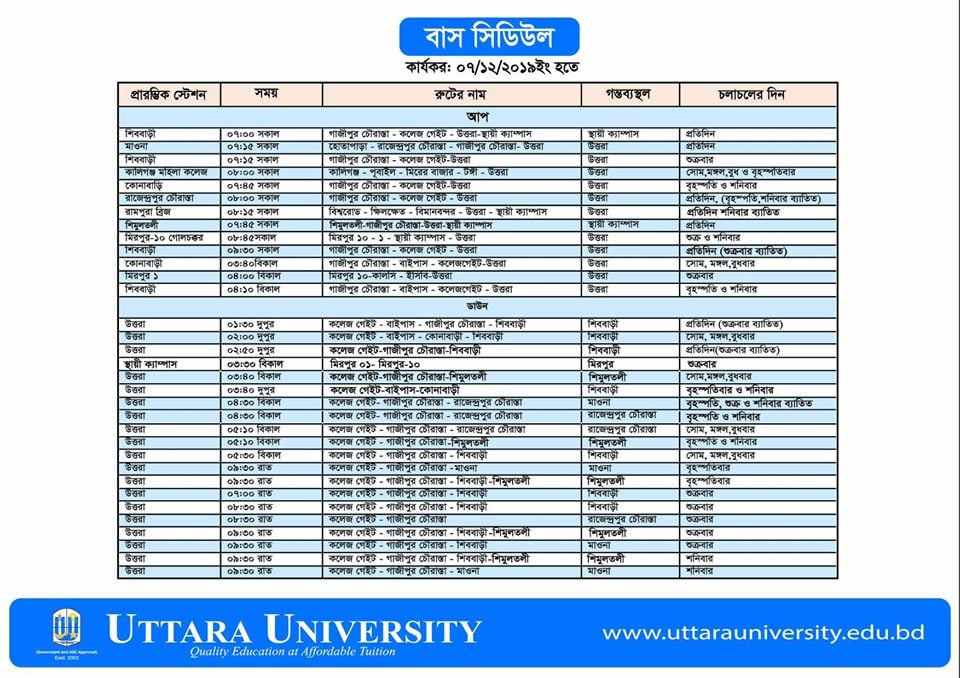 বাস সিডিউল
কার্যকর: ০৭/১২/২০১৯ইং হতে
প্রারম্ভিক স্টেশন সময় রুটের নাম গন্তব্যস্থল চলাচলের দিন
আপ
শিববাড়ী ০৭:০০ সকাল গাজীপুর চৌরাস্তা - কলেজ গেইট - উত্তরা-স্থায়ী ক্যাম্পাস স্থায়ী ক্যাম্পাস প্রতিদিন
মাওনা ০৭:১৫ সকাল হোতাপাড়া - রাজেন্দ্রপুর চৌরাস্তা - গাজীপুর চৌরাস্তা- উত্তরা উত্তরা প্রতিদিন
শিববাড়ী ০৭:১৫ সকাল গাজীপুর চৌরাস্তা - কলেজ গেইট-উত্তরা উত্তরা শুক্রবার
কালিগঞ্জ মহিলা কলেজ ০৮:০০ সকাল কালিগঞ্জ - পূবাইল - মিরের বাজার - টঙ্গী - উত্তরা উত্তরা সোম,মঙ্গল,বুধ ও বৃহস্পতিবার
কোনাবাড়ি ০৭:৪৫ সকাল গাজীপুর চৌরাস্তা - কলেজ গেইট-উত্তরা উত্তরা বৃহস্পতি ও শনিবার
রাজেন্দ্রপুর চৌরাস্তা ০৮:০০ সকাল গাজীপুর চৌরাস্তা - কলেজ গেইট - উত্তরা উত্তরা প্রতিদিন, (বৃহস্পতি,শনিবার ব্যাতিত)
রামপুরা ব্রিজ ০৮:১৫ সকাল বিশ্বরোড - ক্ষিলক্ষেত - বিমানবন্দর - উত্তরা - স্থায়ী ক্যাম্পাস উত্তরা প্রতিদিন শনিবার ব্যাতিত
শিমুলতলী ০৭:৪৫ সকাল শিমুলতলী-গাজীপুর চৌরাস্তা-উত্তরা-স্থায়ী ক্যাম্পাস স্থায়ী ক্যাম্পাস প্রতিদিন
মিরপুর-১০ গোলচক্কর ০৮:৪৫সকাল মিরপুর ১০ - ১ - স্থায়ী ক্যাম্পাস - উত্তরা উত্তরা শুক্র ও শনিবার
শিববাড়ী ০৯:৩০ সকাল গাজীপুর চৌরাস্তা - কলেজ গেইট - উত্তরা উত্তরা প্রতিদিন (শুক্রবার ব্যাতিত)
কোনাবাড়ী ০৩:৪০বিকাল গাজীপুর চৌরাস্তা - বাইপাস - কলেজগেইট-উত্তরা উত্তরা সোম, মঙ্গল,বুধবার
মিরপুর ১ ০৪:০০ বিকাল মিরপুর ১০-কালসি - ইসিবি-উত্তরা উত্তরা শুক্রবার
শিববাড়ী ০৪:১০ বিকাল গাজীপুর চৌরাস্তা - বাইপাস - কলেজগেইট - উত্তরা উত্তরা বৃহস্পতি ও শনিবার
ডাউন
উত্তরা ০১:৩০ দুপুর কলেজ গেইট - বাইপাস - গাজীপুর চৌরাস্তা - শিববাড়ী শিববাড়ী প্রতিদিন (শুক্রবার ব্যাতিত)
উত্তরা ০২:০০ দুপুর কলেজ গেইট - বাইপাস - কোনাবাড়ী - শিববাড়ী শিববাড়ী সোম, মঙ্গল,বুধবার
উত্তরা ০২:৫০ দুপুর কলেজ গেইট-গাজীপুর চৌরাস্তা-শিববাড়ী শিববাড়ী প্রতিদিন(শুক্রবার ব্যাতিত)
স্থায়ী ক্যাম্পাস ০৩:৩০ বিকাল মিরপুর ০১- মিরপুর-১০ মিরপুর শুক্রবার
উত্তরা ০৩:৪০ বিকাল কলেজ গেইট-গাজীপুর চৌরাস্তা-শিমুলতলী শিমুলতলী সোম,মঙ্গল,বুধবার
উত্তরা ০৩:৪০ দুপুর কলেজ গেইট-বাইপাস-কোনাবাড়ী শিববাড়ী বৃহস্পতিবার ও শনিবার
উত্তরা ০৪:৩০ বিকাল কলেজ গেইট- গাজীপুর চৌরাস্তা - রাজেন্দ্রপুর চৌরাস্তা মাওনা বৃহস্পতি, শুক্র ও শনিবার ব্যাতিত
উত্তরা ০৪:৩০ বিকাল কলেজ গেইট- গাজীপুর চৌরাস্তা - রাজেন্দ্রপুর চৌরাস্তা রাজেন্দ্রপুর চৌরাস্তা বৃহস্পতি ও শনিবার
উত্তরা ০৫:১০ বিকাল কলেজ গেইট - গাজীপুর চৌরাস্তা - রাজেন্দ্রপুর চৌরাস্তা রাজেন্দ্রপুর চৌরাস্তা সোম, মঙ্গল,বুধবার
উত্তরা ০৫:১০ বিকাল কলেজ গেইট - গাজীপুর চৌরাস্তা-শিমুলতলী শিমুলতলী বৃহস্পতি ও শনিবার
উত্তরা ০৫:৩০ বিকাল কলেজ গেইট - গাজীপুর চৌরাস্তা - শিববাড়ী শিববাড়ী সোম, মঙ্গল,বুধবার
উত্তরা ০৯:৩০ রাত কলেজ গেইট - গাজীপুর চৌরাস্তা -মাওনা মাওনা বৃহস্পতিবার
উত্তরা ০৯:৩০ রাত কলেজ গেইট - গাজীপুর চৌরাস্তা - শিববাড়ী -শিমুলতলী শিমুলতলী বৃহস্পতিবার
উত্তরা ০৭:০০ রাত কলেজ গেইট - গাজীপুর চৌরাস্তা - শিববাড়ী শিববাড়ী শুক্রবার
উত্তরা ০৮:৩০ রাত কলেজ গেইট - গাজীপুর চৌরাস্তা - শিববাড়ী শিববাড়ী শুক্রবার
উত্তরা ০৮:৩০ রাত কলেজ গেইট - গাজীপুর চৌরাস্তা রাজেন্দ্রপুর চৌরাস্তা শুক্রবার
উত্তরা ০৯:৩০ রাত কলেজ গেইট - গাজীপুর চৌরাস্তা - শিববাড়ী -শিমুলতলী শিমুলতলী শুক্রবার
উত্তরা ০৯:৩০ রাত কলেজ গেইট - গাজীপুর চৌরাস্তা - শিববাড়ী মাওনা শুক্রবার
উত্তরা ০৯:৩০ রাত কলেজ গেইট - গাজীপুর চৌরাস্তা - শিববাড়ী -শিমুলতলী শিমুলতলী শনিবার
উত্তরা ০৯:৩০ রাত কলেজ গেইট - গাজীপুর চৌরাস্তা - মাওনা মাওনা শনিবার
UTTARA UNIVERSITY
Quality Education at Affordable Tuition
(Government and UGC Approved)
Estd. 2003
www.uttarauniversity.edu.bd